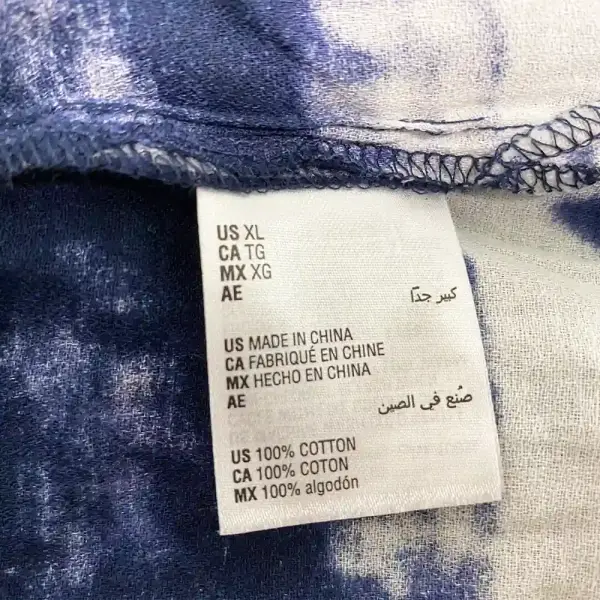 US XL
CA TG
MX XG
AE كبير جدًا
US MADE IN CHINA
CA FABRIQUÉ EN CHINE
MX HECHO EN CHINA
AE صُنع في الصين
US 100% COTTON
CA 100% COTON
MX 100% algodón